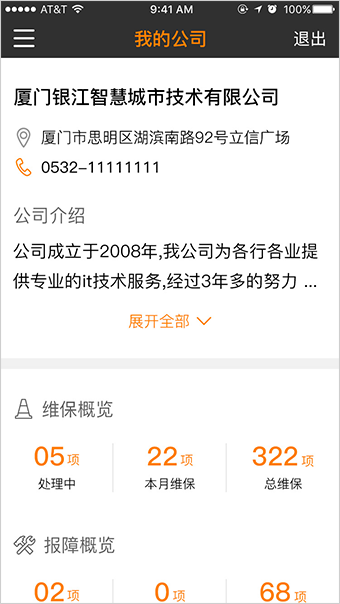 AT&T 9:41 AM 100%
我的公司 退出
厦门银江智慧城市技术有限公司
厦门市思明区湖滨南路92号立信广场
0532-11111111
公司介绍
公司成立于2008年,我公司为各行各业提
供专业的it技术服务,经过3年多的努力 ...
展开全部
维保概览
05项 22项 322项
处理中 本月维保 总维保
报障概览
02项 0项 68项